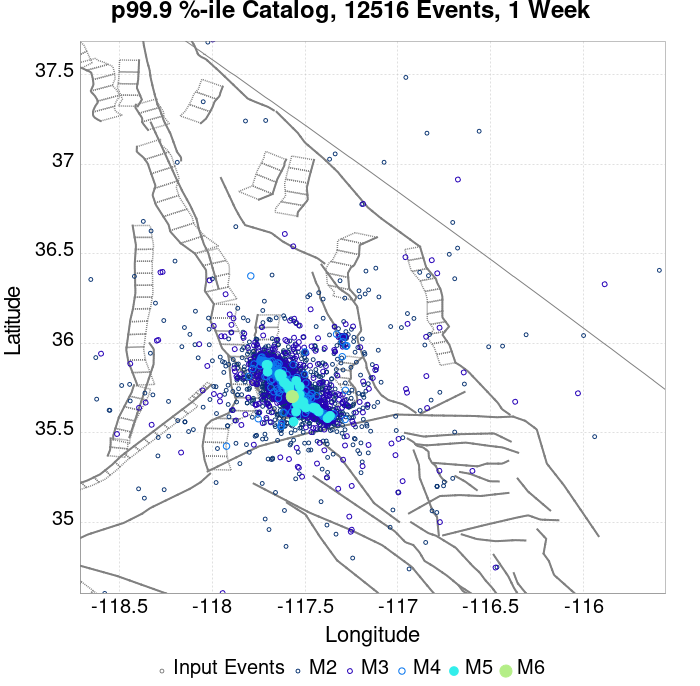 p99.9 %-ile Catalog, 12516 Events, 1 Week
37.5
37
36.5
36
35.5
35
Latitude
-118.5 -118 -117.5 -117 -116.5 -116
Longitude
Input Events M2 M3 M4 M5 M6